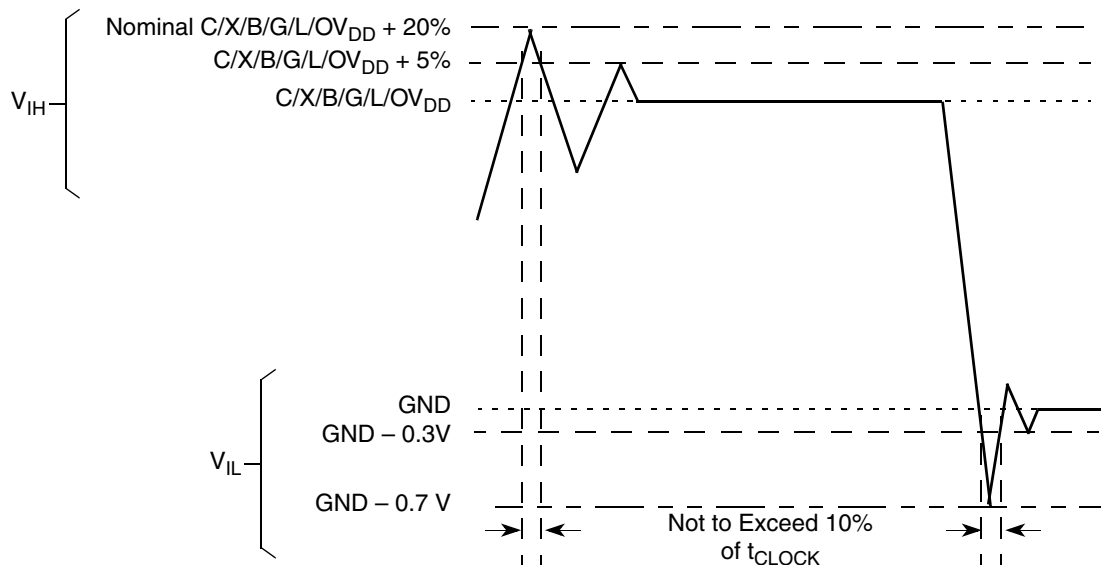 Nominal C/X/B/G/L/OVDD + 20%
C/X/B/G/L/OVDD + 5%
C/X/B/G/L/OVDD
VIH
GND
GND – 0.3V
VIL
GND – 0.7 V
Not to Exceed 10%
of tCLOCK